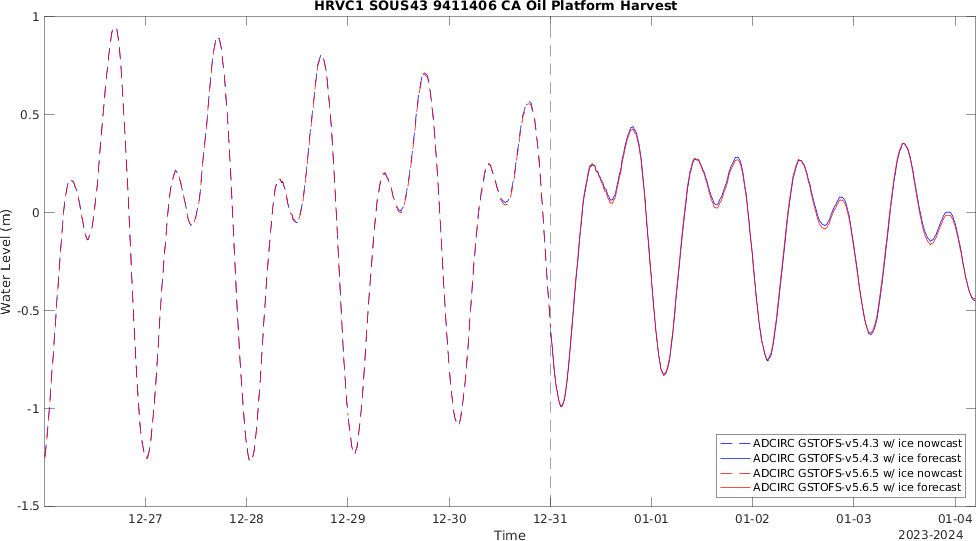 HRVC1 SOUS43 9411406 CA Oil Platform Harvest
1
0.5
0
-0.5
-1
-1.5
Water Level (m)
12-27
12-28
12-29
12-30
12-31
01-01
01-02
01-03
01-04
Time
2023-2024
ADCIRC GSTOFS-v5.4.3 w/ ice nowcast
ADCIRC GSTOFS-v5.4.3 w/ ice forecast
ADCIRC GSTOFS-v5.6.5 w/ ice nowcast
ADCIRC GSTOFS-v5.6.5 w/ ice forecast